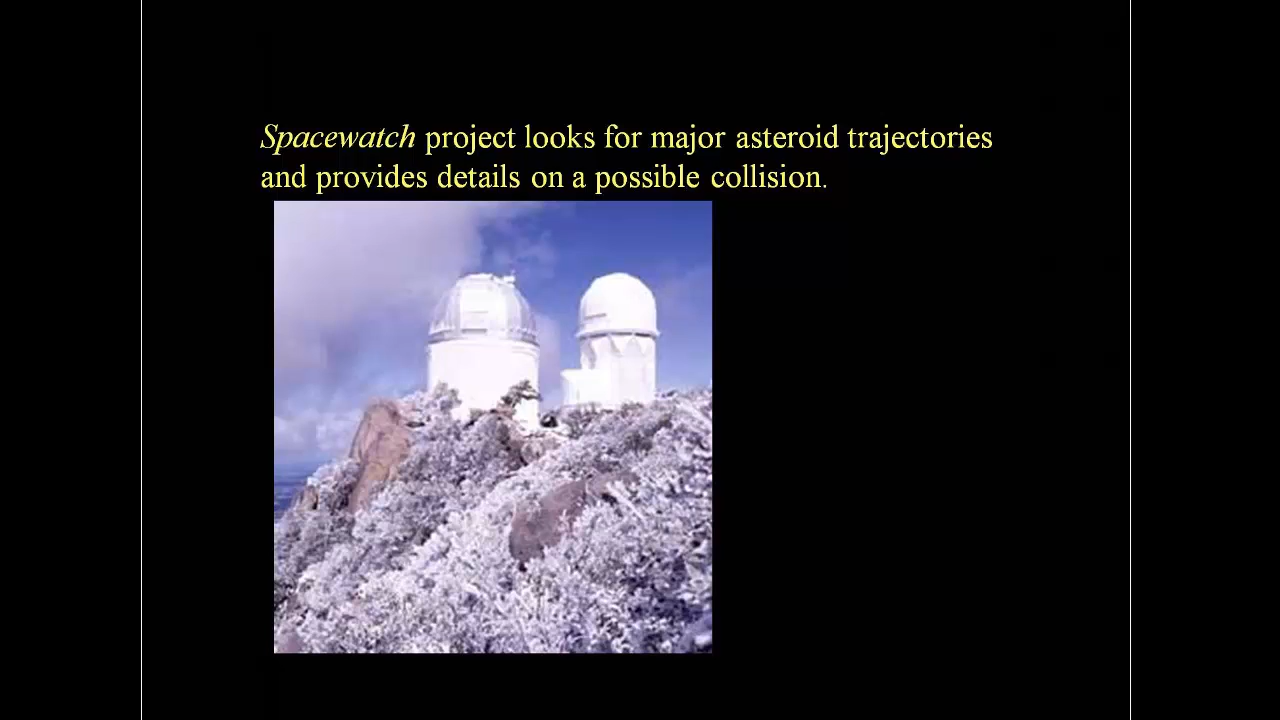 Spacewatch project looks for major asteroid trajectories
and provides details on a possible collision.